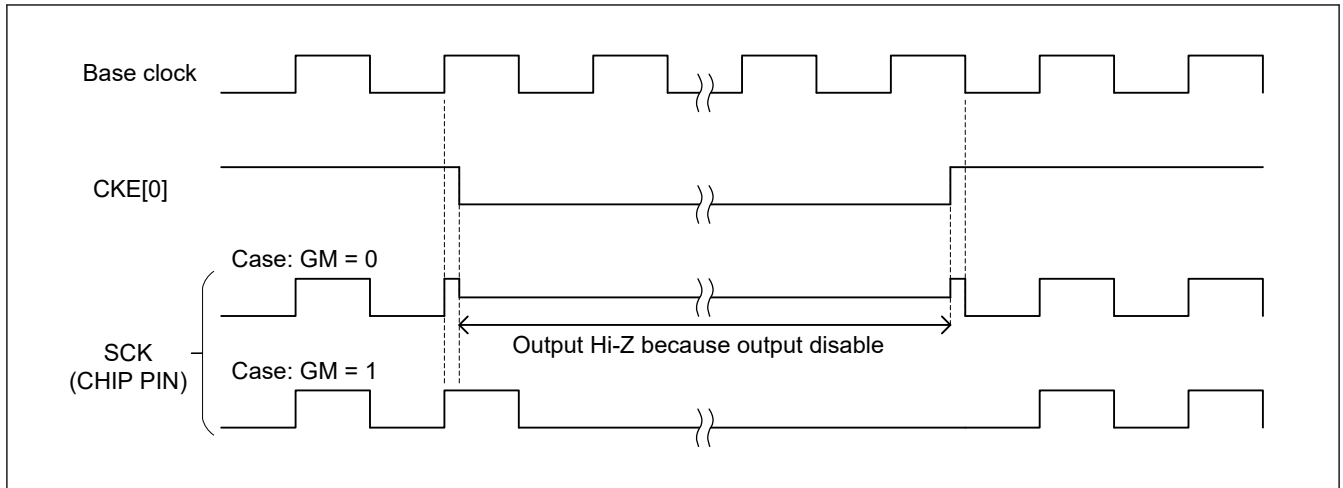 Base clock
CKE[0]
Case: GM = 0
Output Hi-Z because output disable
SCK
(CHIP PIN)
Case: GM = 1